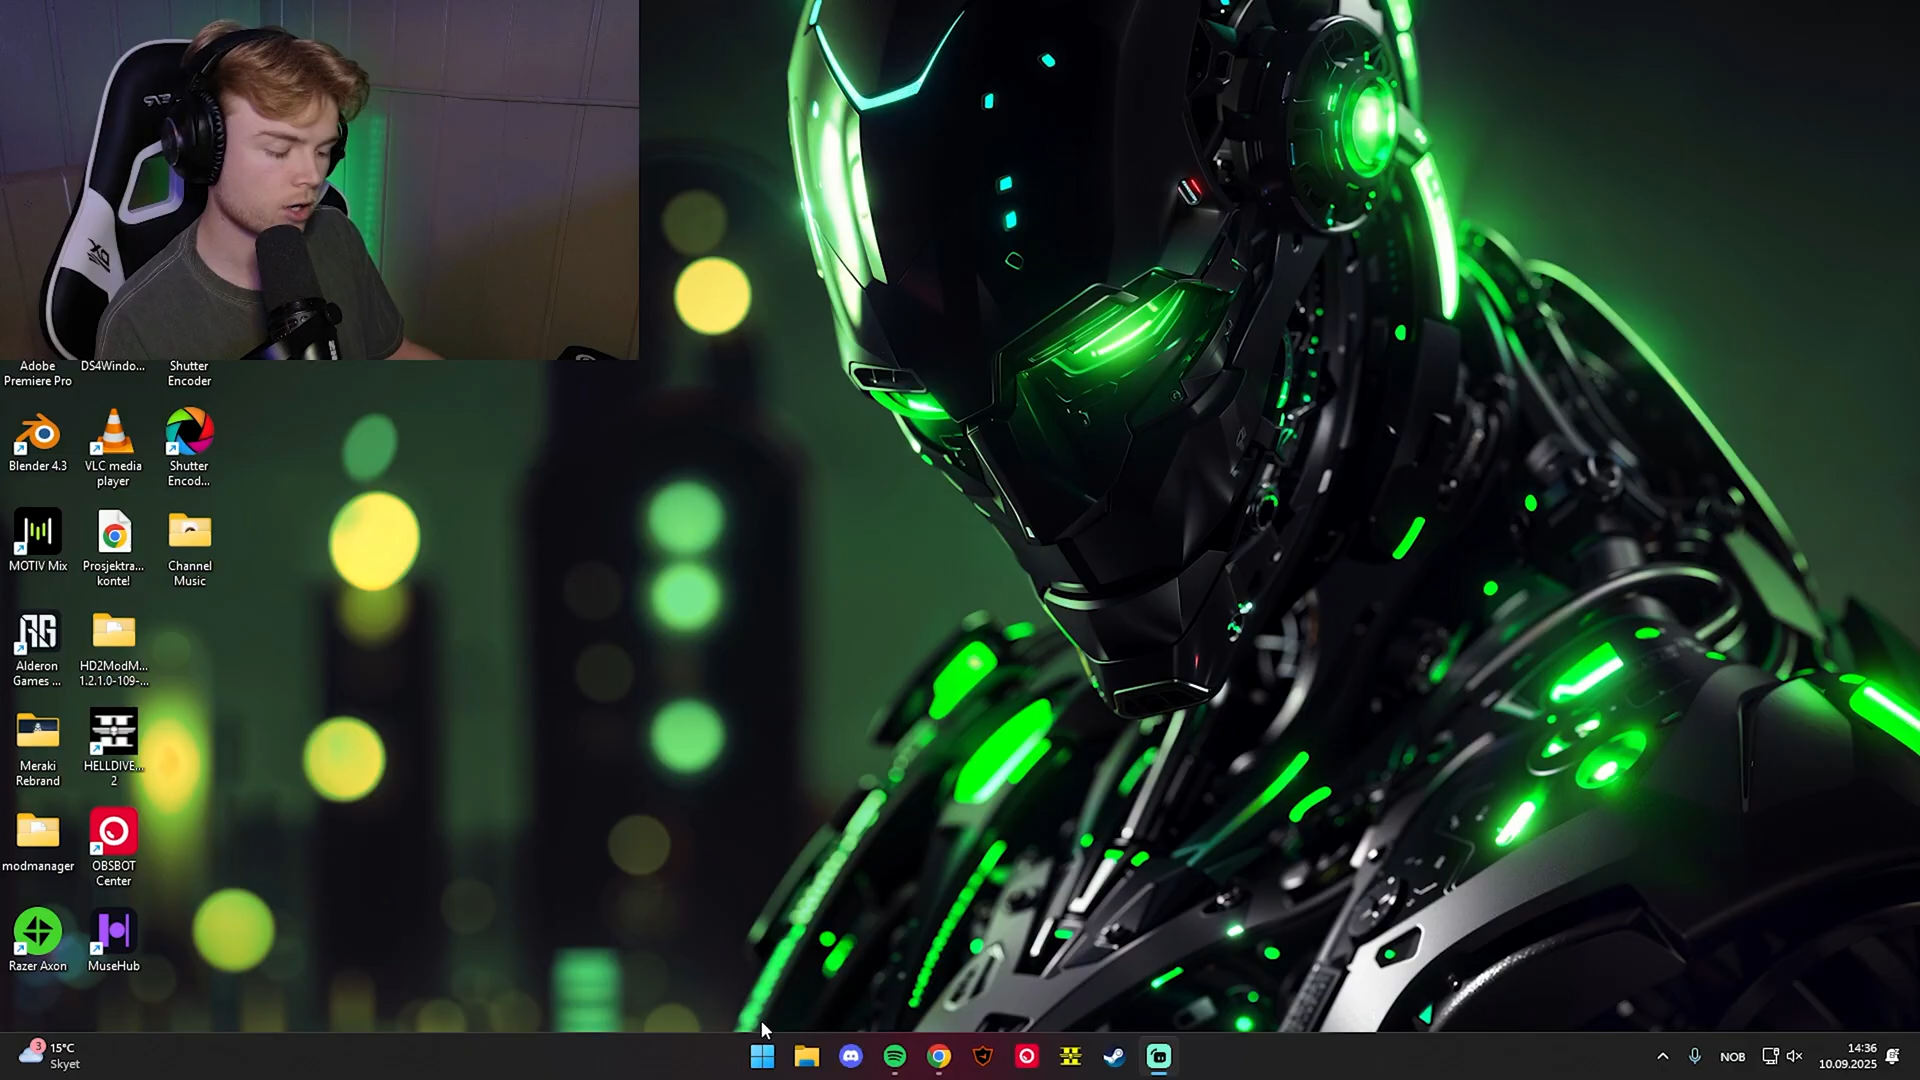 Adobe
Premiere Pro
DS4Windo...
Shutter
Encoder
Blender 4.3
VLC media
player
Shutter
Encod...
MOTIV Mix
Prosjektra...
konte!
Channel
Music
Alderon
Games ...
HD2ModM...
1.2.1.0-109-...
Meraki
Rebrand
HELLDIVE...
2
modmanager
OBSBOT
Center
Razer Axon
MuseHub
3
15°C
Skyet
NOB
14:36
10.09.2025